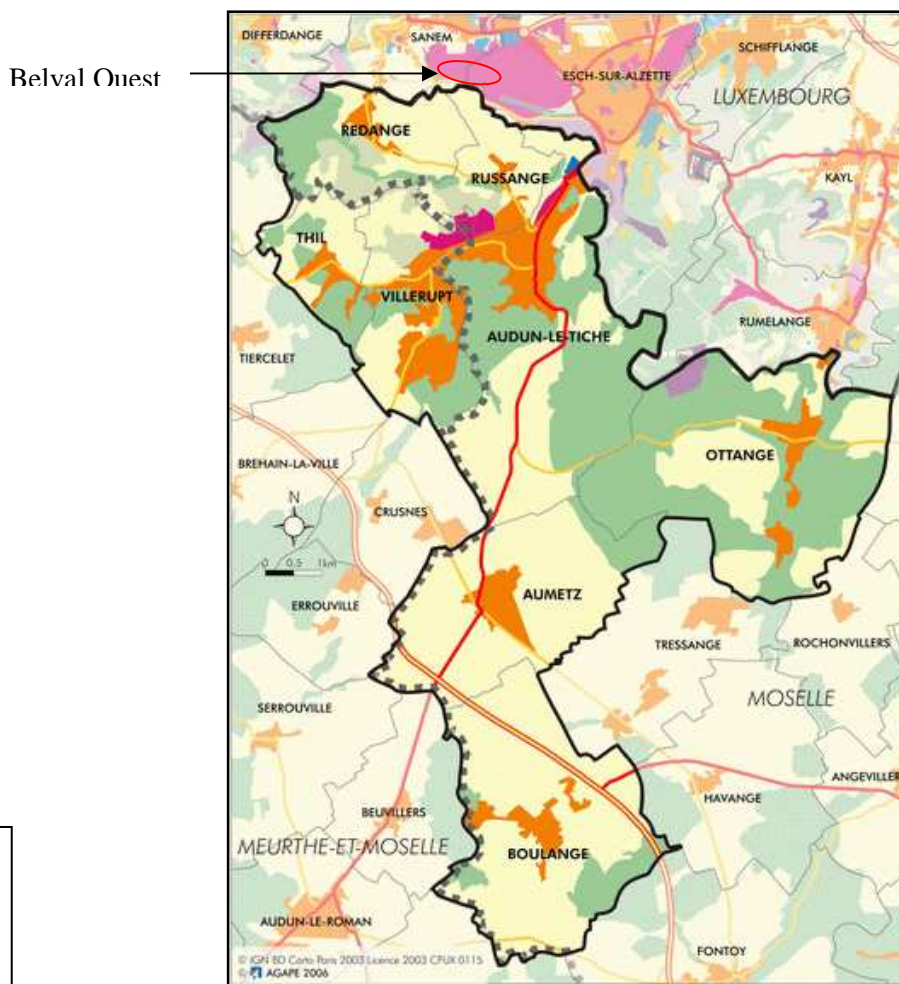 Belval Ouest
DIFFERDANGE
SANEM
SCHIFFLANGE
ESCH-SUR-ALZETTE
LUXEMBOURG
REDANGE
RUSSANGE
KAYL
THIL
VILLERUPT
RUMELANGE
AUDUN-LE-TICHE
TIERCELET
OTTANGE
BREHAIN-LA-VILLE
N
CRUSNES
0 0.5 1km
ERROUVILLE
AUMETZ
TRESSANGE
ROCHONVILLERS
MOSELLE
SERROUVILLE
ANGEVILLER
HAVANGE
BEUVILLERS
MEURTHE-ET-MOSELLE
BOULANGE
AUDUN-LE-ROMAN
FONTOY
© IGN BD Carto Paris 2003 Licence 2003 CPUX 0115
© AGAPE 2006